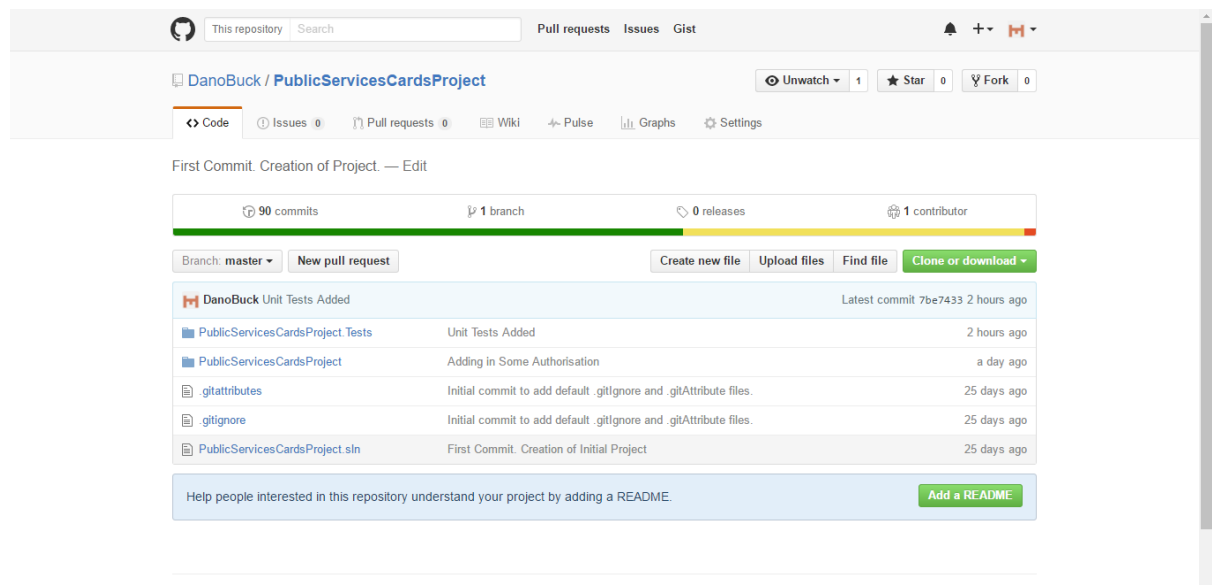 This repository Search Pull requests Issues Gist
DanoBuck / PublicServicesCardsProject Unwatch 1 Star 0 Fork 0
Code Issues 0 Pull requests 0 Wiki Pulse Graphs Settings
First Commit. Creation of Project. — Edit
90 commits 1 branch 0 releases 1 contributor
Branch: master New pull request Create new file Upload files Find file Clone or download
DanoBuck Unit Tests Added Latest commit 7be7433 2 hours ago
PublicServicesCardsProject.Tests Unit Tests Added 2 hours ago
PublicServicesCardsProject Adding in Some Authorisation a day ago
.gitattributes Initial commit to add default .gitIgnore and .gitAttribute files. 25 days ago
.gitignore Initial commit to add default .gitIgnore and .gitAttribute files. 25 days ago
PublicServicesCardsProject.sln First Commit. Creation of Initial Project 25 days ago
Help people interested in this repository understand your project by adding a README. Add a README